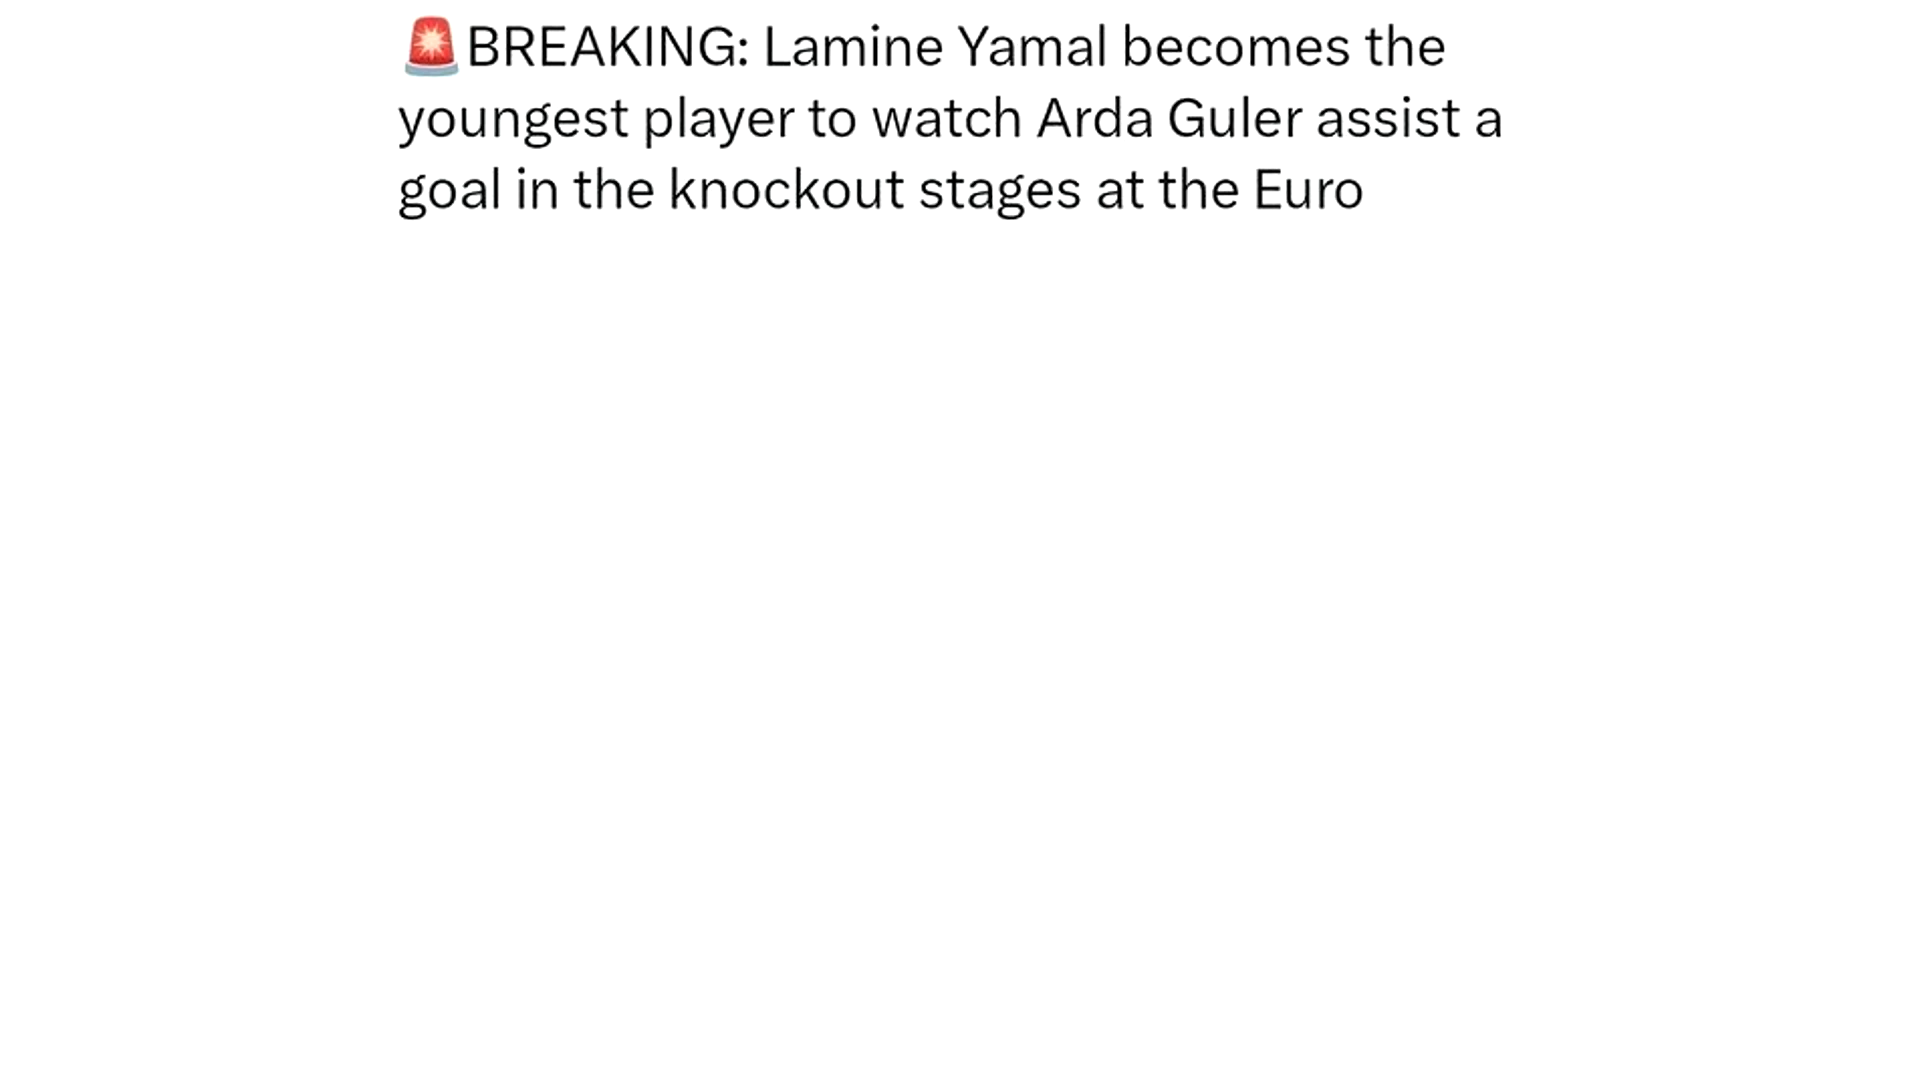 🚨BREAKING: Lamine Yamal becomes the
youngest player to watch Arda Guler assist a
goal in the knockout stages at the Euro